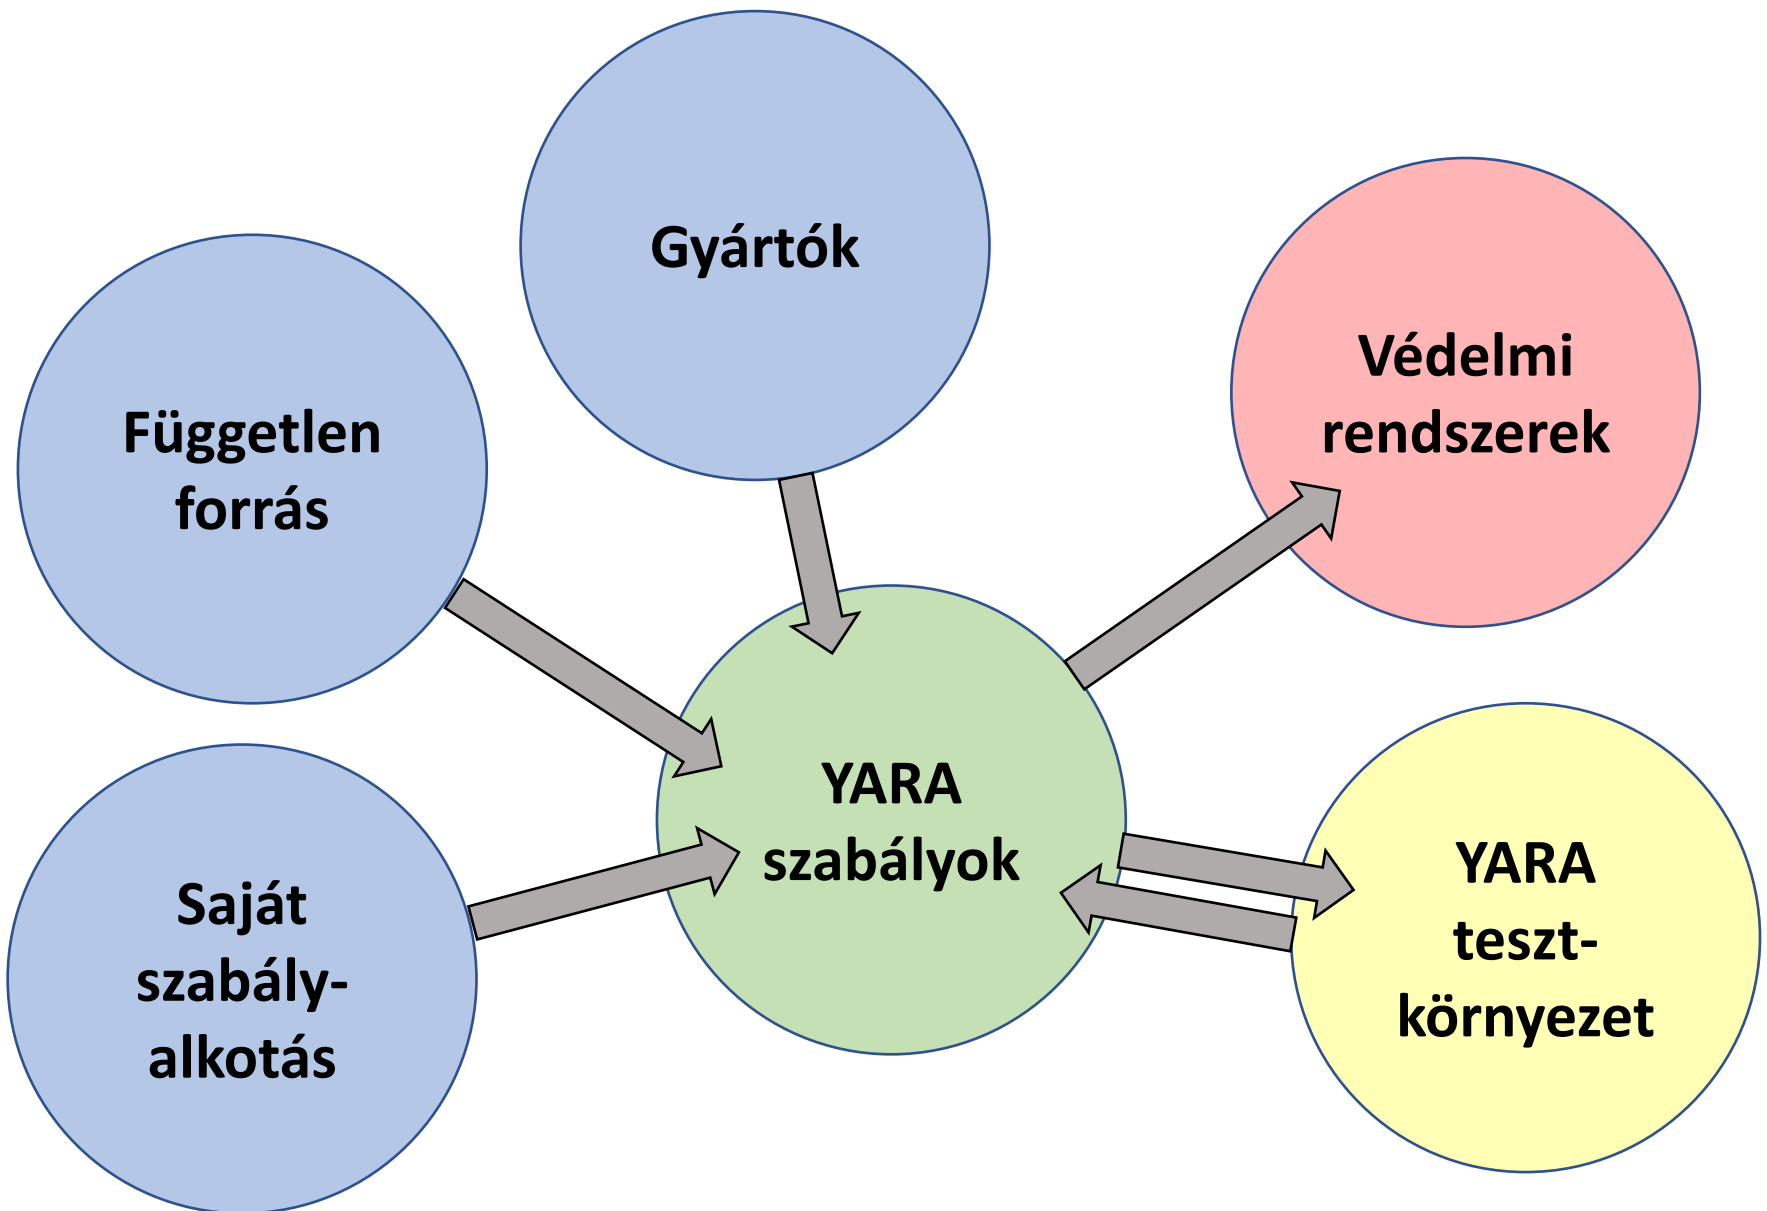 Gyártók
Védelmi
rendszerek
Független
forrás
YARA
szabályok
YARA
teszt-
környezet
Saját
szabály-
alkotás